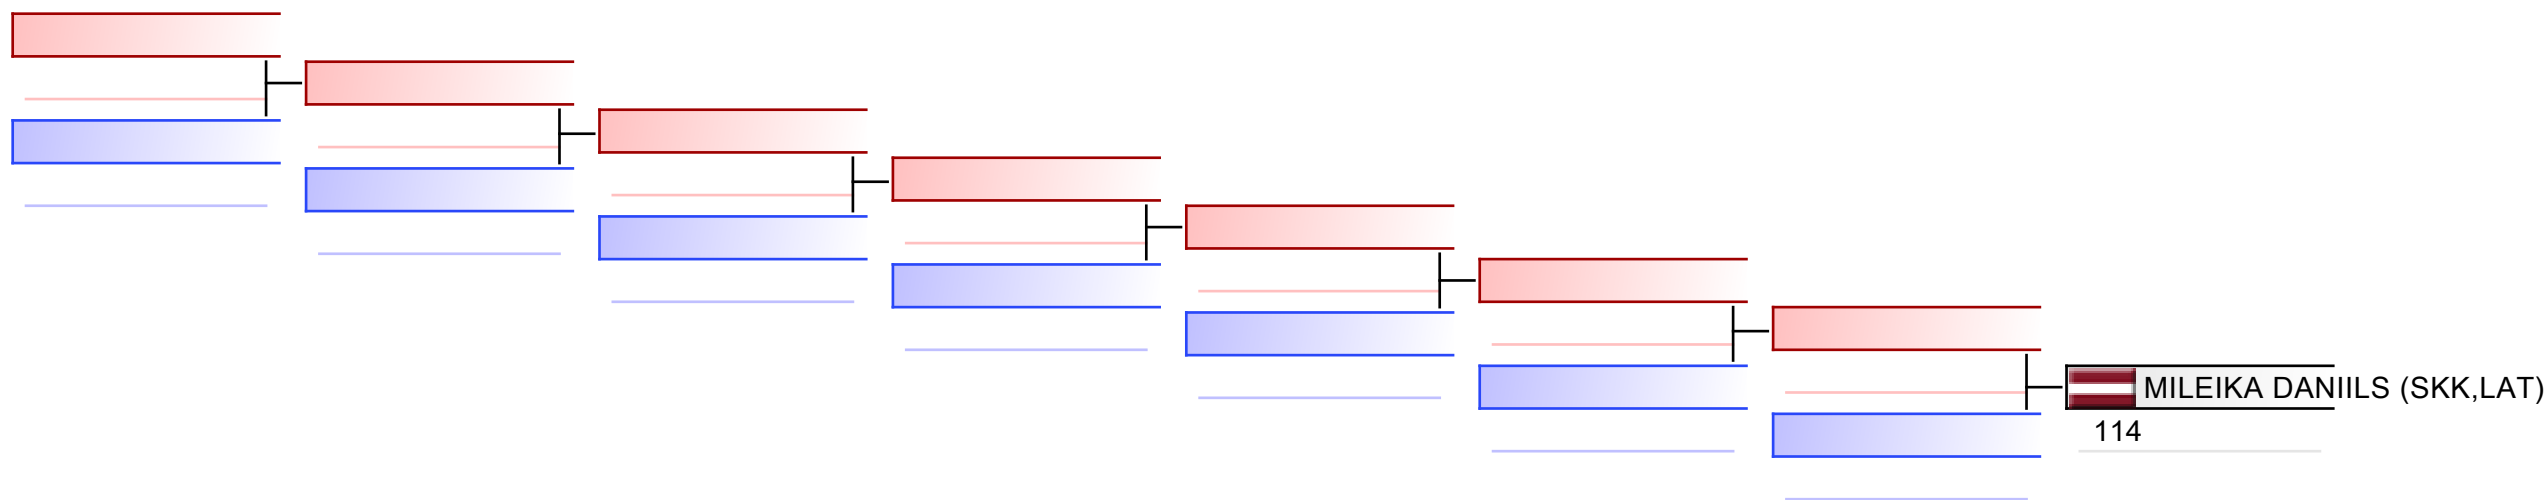 MILEIKA DANIILS (SKK,LAT)
114